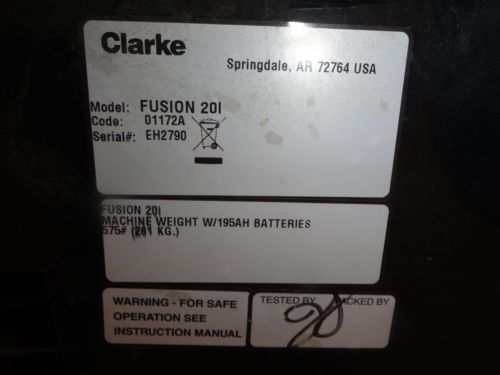 Clarke
Springdale, AR 72764 USA
Model: FUSION 20I
Code: 01172A
Serial#: EH2790
FUSION 20I
MACHINE WEIGHT W/195AH BATTERIES
575# (261 KG.)
WARNING - FOR SAFE
OPERATION SEE
INSTRUCTION MANUAL
TESTED BY PACKED BY